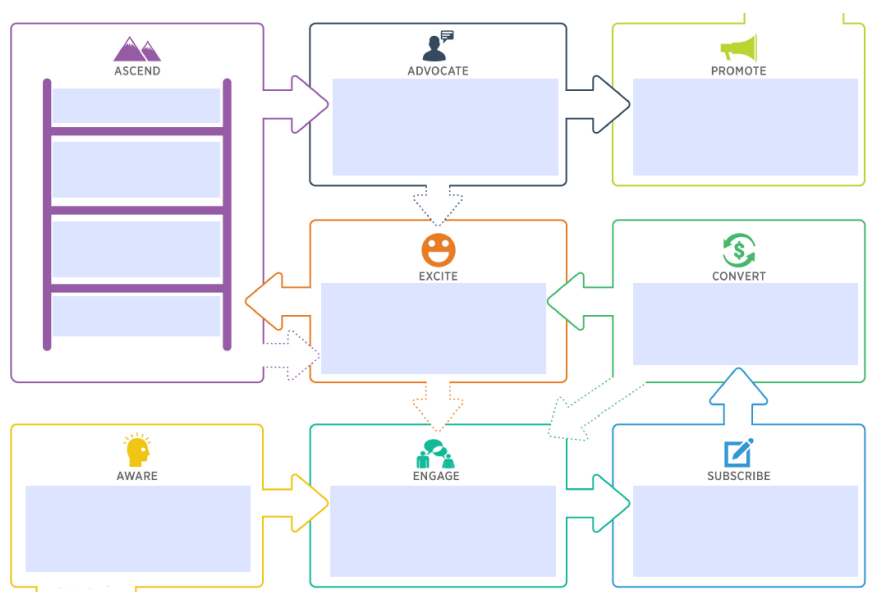 ASCEND
ADVOCATE
PROMOTE
EXCITE
$
CONVERT
AWARE
ENGAGE
SUBSCRIBE